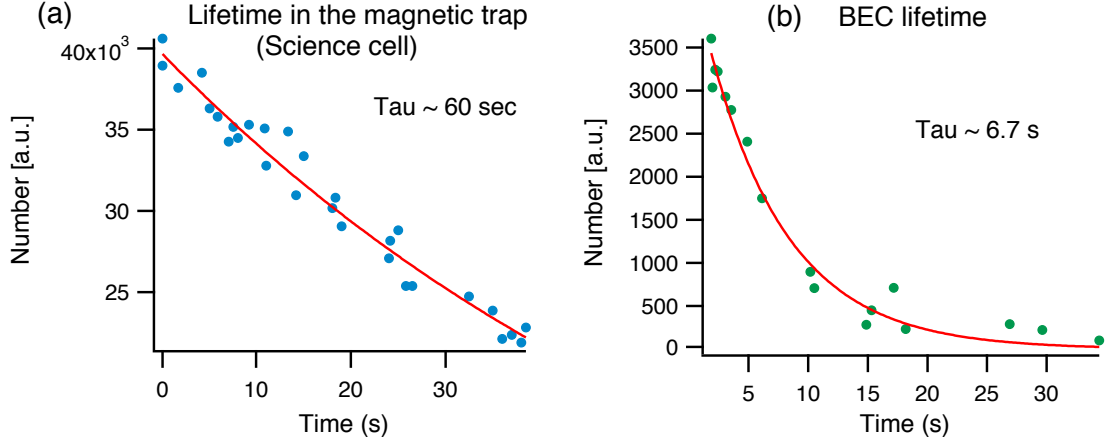 (a)
Lifetime in the magnetic trap
(Science cell)
Tau ~ 60 sec
Number [a.u.]
40x10³
35
30
25
0
10
20
30
Time (s)
(b)
BEC lifetime
Tau ~ 6.7 s
Number [a.u.]
3500
3000
2500
2000
1500
1000
500
0
5
10
15
20
25
30
Time (s)